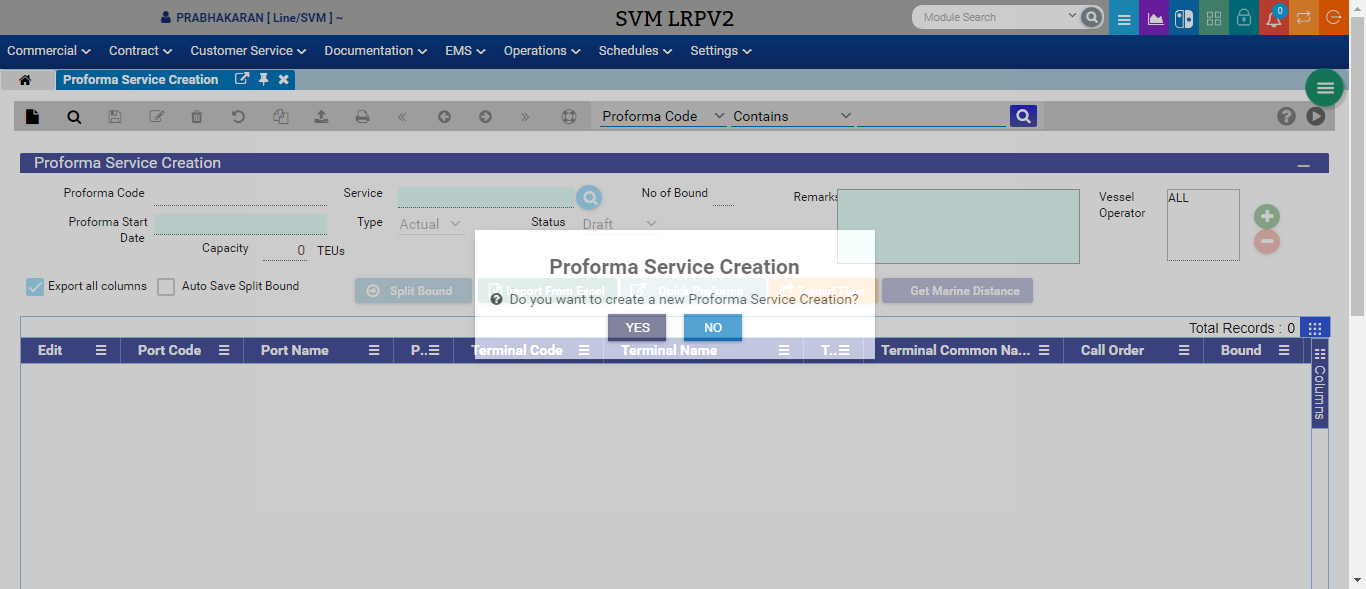 PRABHAKARAN [ Line/SVM ] ~
SVM LRPV2
Module Search
0
Commercial
Contract
Customer Service
Documentation
EMS
Operations
Schedules
Settings
Proforma Service Creation
Proforma Code
Contains
Proforma Service Creation
Proforma Code
Service
No of Bound
Remarks
Vessel
Operator
ALL
Proforma Start
Date
Type
Actual
Status
Draft
Capacity
0
TEUs
Export all columns
Auto Save Split Bound
Split Bound
Import From Excel
Quick Proforma
Transit Time
Get Marine Distance
Proforma Service Creation
Do you want to create a new Proforma Service Creation?
YES
NO
Total Records : 0
Edit
Port Code
Port Name
P...
Terminal Code
Terminal Name
T...
Terminal Common Na...
Call Order
Bound
Columns